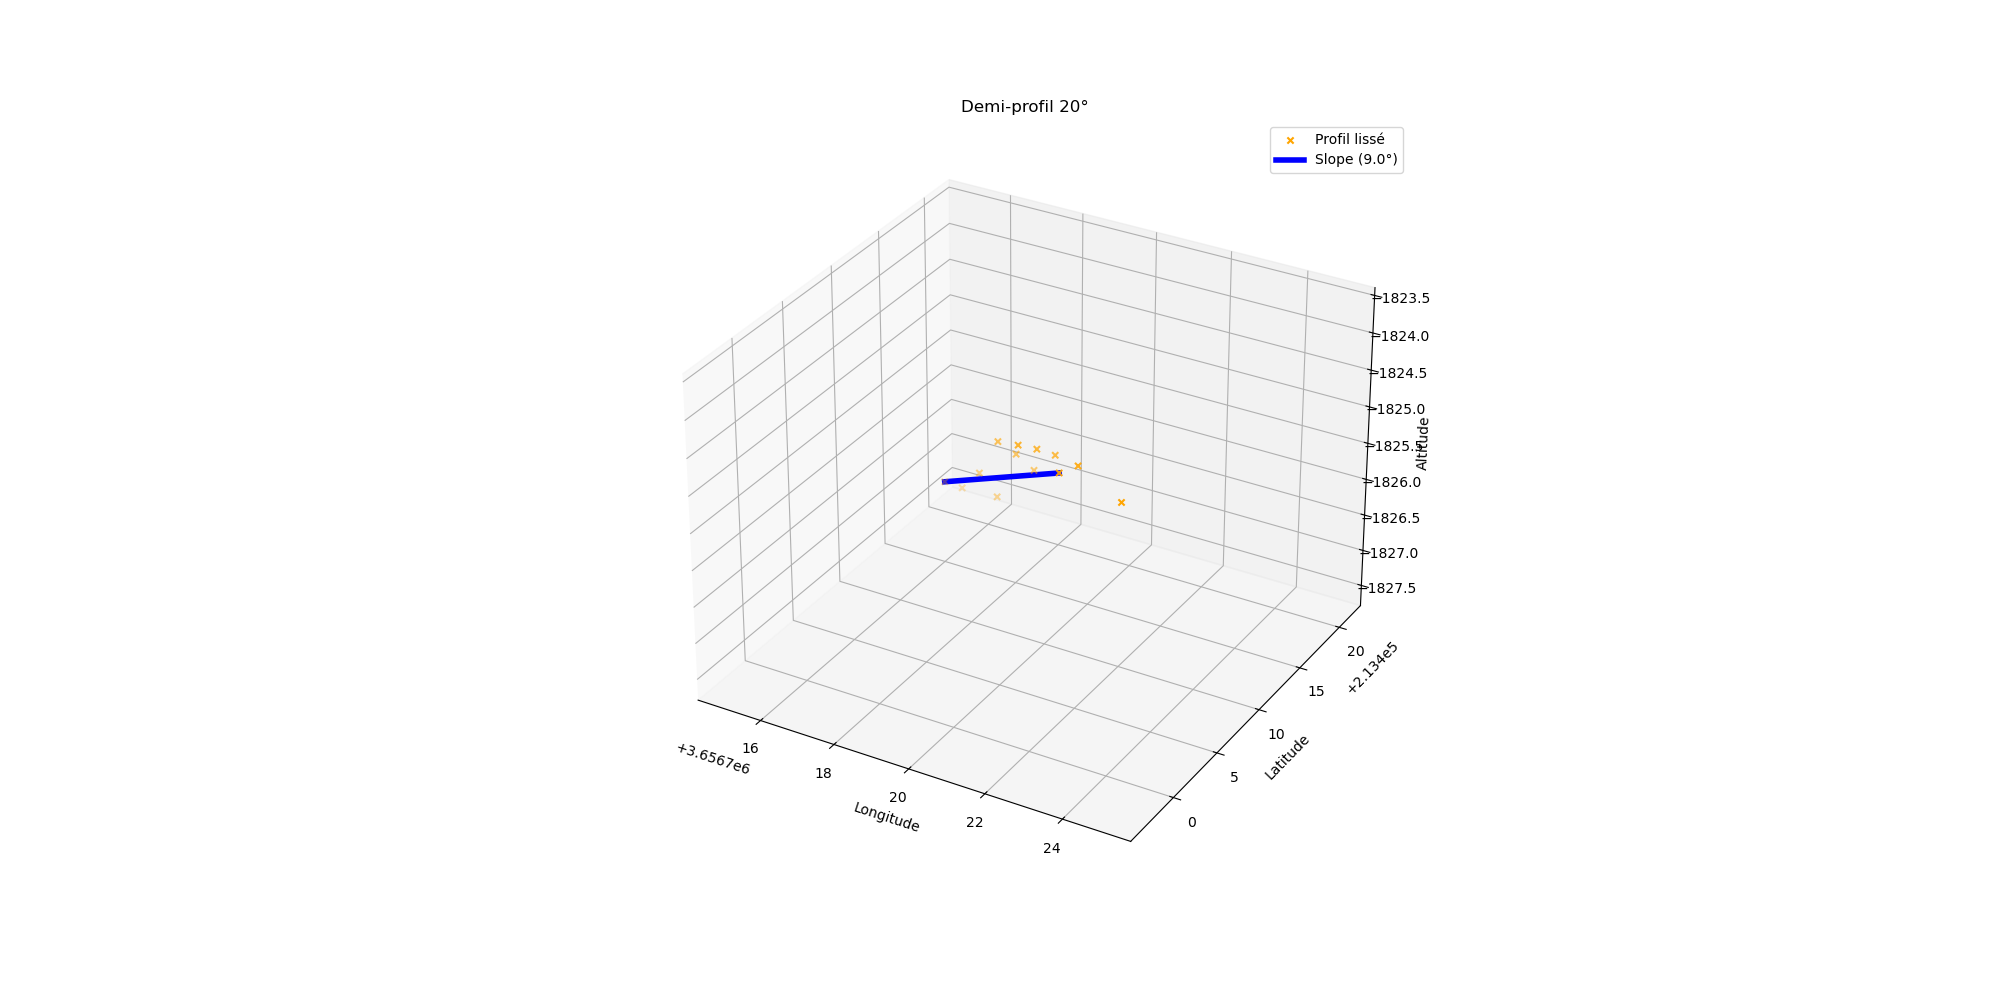 Demi-profil 20°
Profil lissé
Slope (9.0°)
−1823.5
−1824.0
−1824.5
−1825.0
−1825.5
−1826.0
−1826.5
−1827.0
−1827.5
Altitude
20
15
10
5
0
+2.134e5
Latitude
16
18
20
22
24
+3.6567e6
Longitude